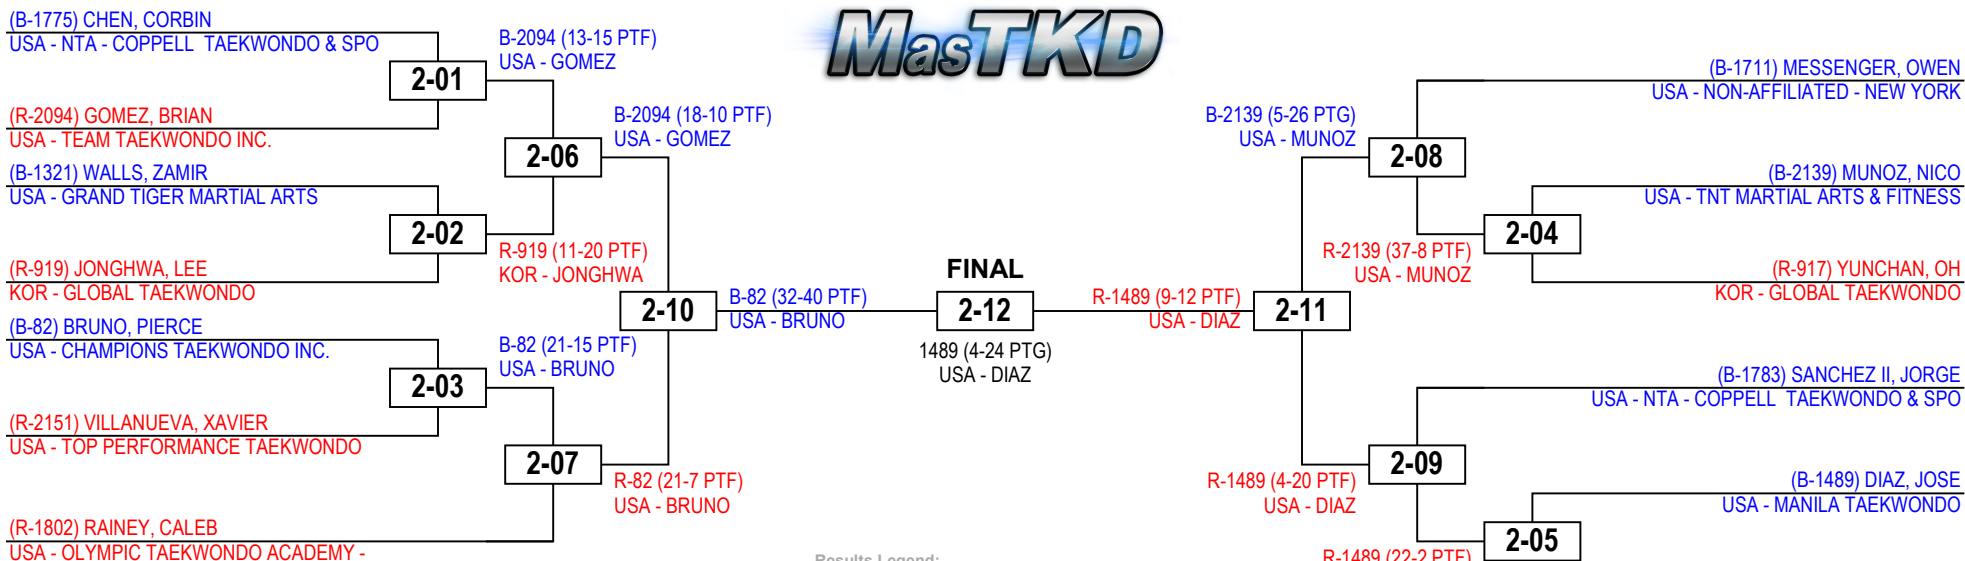 (B-1775) CHEN, CORBIN
USA - NTA - COPPELL TAEKWONDO & SPO
(R-2094) GOMEZ, BRIAN
USA - TEAM TAEKWONDO INC.
(B-1321) WALLS, ZAMIR
USA - GRAND TIGER MARTIAL ARTS
(R-919) JONGHWA, LEE
KOR - GLOBAL TAEKWONDO
(B-82) BRUNO, PIERCE
USA - CHAMPIONS TAEKWONDO INC.
(R-2151) VILLANUEVA, XAVIER
USA - TOP PERFORMANCE TAEKWONDO
(R-1802) RAINEY, CALEB
USA - OLYMPIC TAEKWONDO ACADEMY -
2-01
2-02
2-03
B-2094 (13-15 PTF)
USA - GOMEZ
2-06
R-919 (11-20 PTF)
KOR - JONGHWA
B-82 (21-15 PTF)
USA - BRUNO
2-07
B-2094 (18-10 PTF)
USA - GOMEZ
2-10
R-82 (21-7 PTF)
USA - BRUNO
B-82 (32-40 PTF)
USA - BRUNO
MasTKD
FINAL
2-12
1489 (4-24 PTG)
USA - DIAZ
Results Legend:
R-1489 (9-12 PTF)
USA - DIAZ
2-11
B-2139 (5-26 PTG)
USA - MUNOZ
2-08
R-2139 (37-8 PTF)
USA - MUNOZ
2-04
R-1489 (4-20 PTF)
USA - DIAZ
2-09
R-1489 (22-2 PTF)
2-05
(B-1711) MESSENGER, OWEN
USA - NON-AFFILIATED - NEW YORK
(B-2139) MUNOZ, NICO
USA - TNT MARTIAL ARTS & FITNESS
(R-917) YUNCHAN, OH
KOR - GLOBAL TAEKWONDO
(B-1783) SANCHEZ II, JORGE
USA - NTA - COPPELL TAEKWONDO & SPO
(B-1489) DIAZ, JOSE
USA - MANILA TAEKWONDO